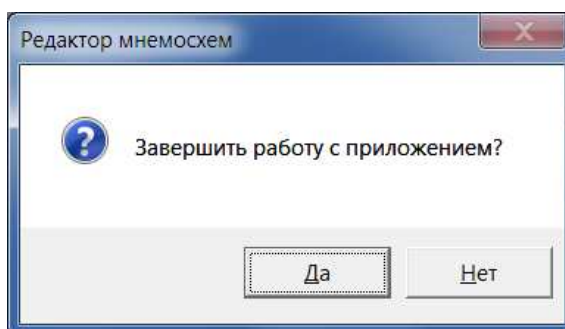 Редактор мнемосхем
Завершить работу с приложением?
Да
Нет